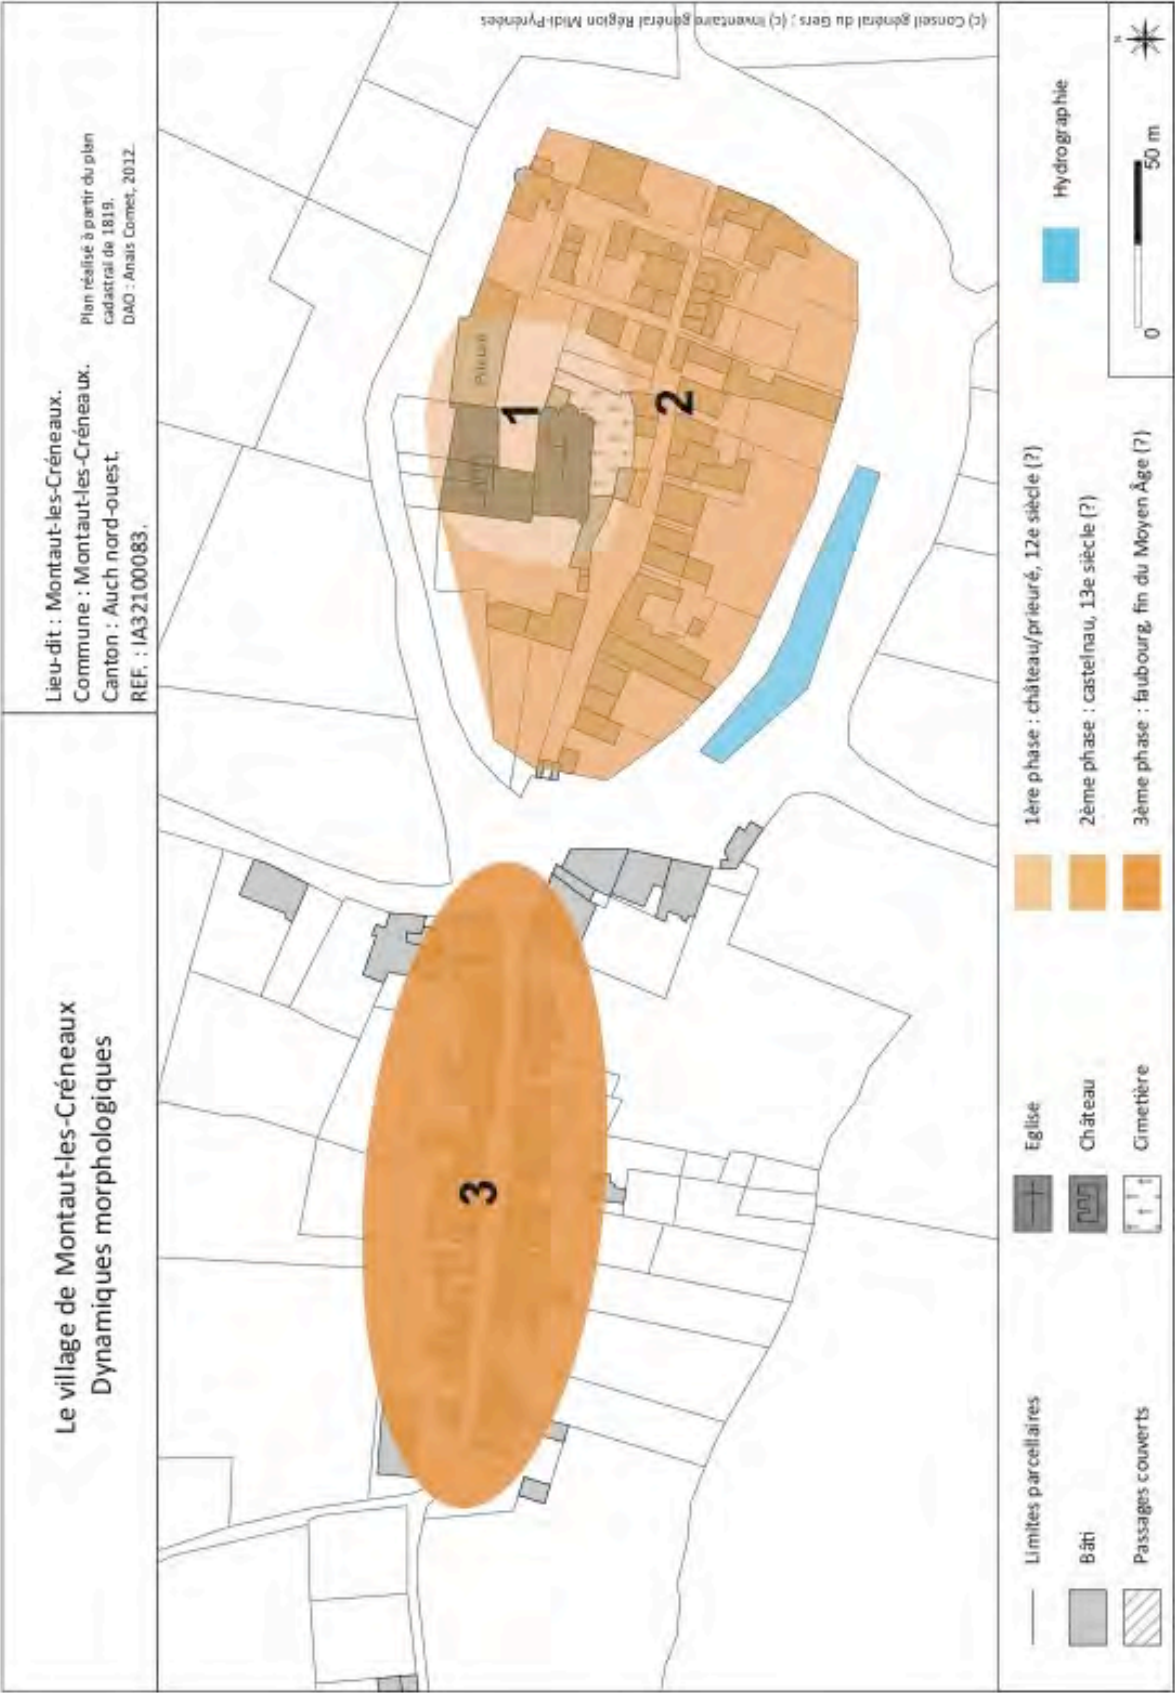 Le village de Montaut-les-Créneaux
Dynamiques morphologiques
Lieu-dit : Montaut-les-Créneaux.
Commune : Montaut-les-Créneaux.
Canton : Auch nord-ouest.
REF. : IA32100083.
Plan réalisé à partir du plan
cadastral de 1819.
DAO : Anaïs Comet, 2012.
3
1
2
Prieuré
(c) Conseil général du Gers ; (c) Inventaire général Région Midi-Pyrénées
Limites parcellaires
Bâti
Passages couverts
Eglise
Château
Cimetière
1ère phase : château/prieuré, 12e siècle (?)
2ème phase : castelnau, 13e siècle (?)
3ème phase : faubourg, fin du Moyen Âge (?)
Hydrographie
0
50 m
N